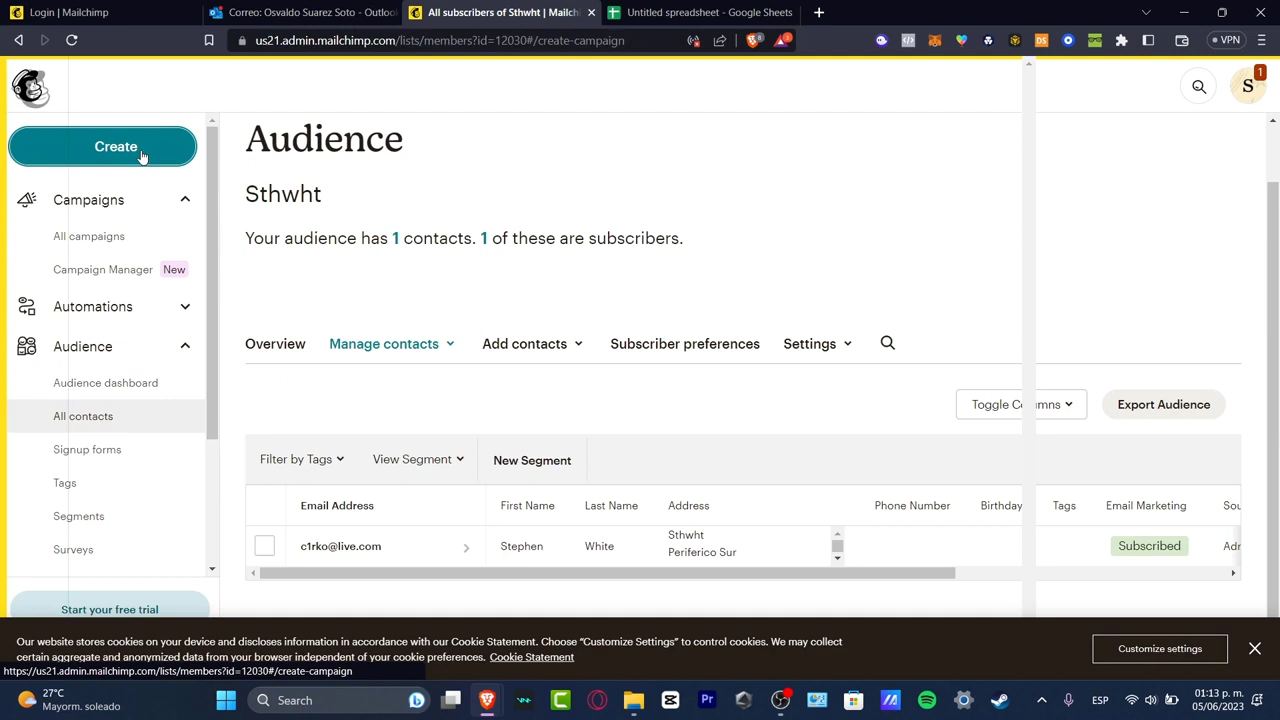 Login | Mailchimp
Correo: Osvaldo Suarez Soto - Outlook
All subscribers of Sthwht | Mailch
Untitled spreadsheet - Google Sheets
us21.admin.mailchimp.com/lists/members?id=12030#/create-campaign
8
3
DS
VPN
S
1
Create
Campaigns
All campaigns
Campaign Manager New
Automations
Audience
Audience dashboard
All contacts
Signup forms
Tags
Segments
Surveys
Start your free trial
Audience
Sthwht
Your audience has 1 contacts. 1 of these are subscribers.
Overview Manage contacts Add contacts Subscriber preferences Settings
Export Audience
Filter by Tags View Segment New Segment
Email Address First Name Last Name Address Phone Number Birthday Tags Email Marketing Sou
c1rko@live.com Stephen White Sthwht
Periferico Sur
Subscribed
Our website stores cookies on your device and discloses information in accordance with our Cookie Statement. Choose “Customize Settings” to control cookies. We may collect
certain aggregate and anonymized data from your browser independent of your cookie preferences. Cookie Statement
Customize settings
https://us21.admin.mailchimp.com/lists/members?id=12030#/create-campaign
27°C
Mayorm. soleado
Search
Pr
ESP
01:13 p. m.
05/06/2023